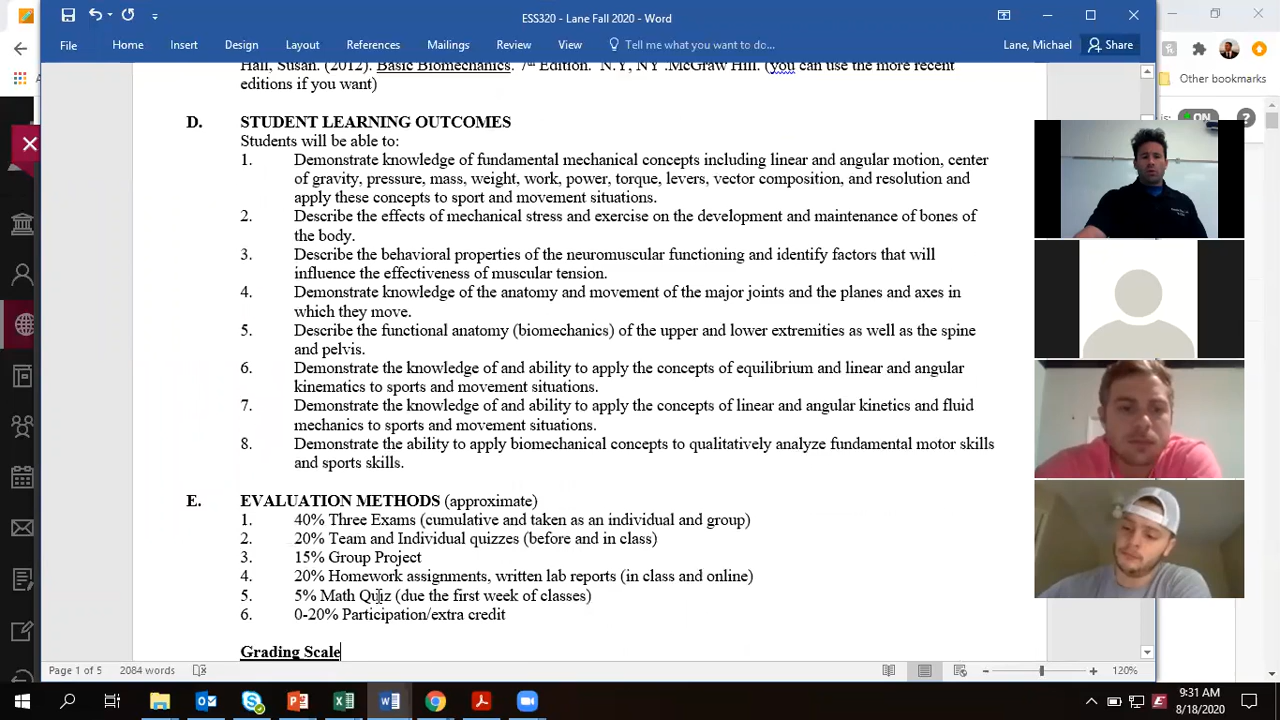 ESS320 - Lane Fall 2020 - Word
File Home Insert Design Layout References Mailings Review View Tell me what you want to do... Lane, Michael Share
Hall, Susan. (2012). Basic Biomechanics. 7th Edition. N.Y, NY .McGraw Hill. (you can use the more recent
editions if you want)
Other bookmarks
is: ON ?
D. STUDENT LEARNING OUTCOMES
Students will be able to:
1. Demonstrate knowledge of fundamental mechanical concepts including linear and angular motion, center
of gravity, pressure, mass, weight, work, power, torque, levers, vector composition, and resolution and
apply these concepts to sport and movement situations.
2. Describe the effects of mechanical stress and exercise on the development and maintenance of bones of
the body.
3. Describe the behavioral properties of the neuromuscular functioning and identify factors that will
influence the effectiveness of muscular tension.
4. Demonstrate knowledge of the anatomy and movement of the major joints and the planes and axes in
which they move.
5. Describe the functional anatomy (biomechanics) of the upper and lower extremities as well as the spine
and pelvis.
6. Demonstrate the knowledge of and ability to apply the concepts of equilibrium and linear and angular
kinematics to sports and movement situations.
7. Demonstrate the knowledge of and ability to apply the concepts of linear and angular kinetics and fluid
mechanics to sports and movement situations.
8. Demonstrate the ability to apply biomechanical concepts to qualitatively analyze fundamental motor skills
and sports skills.
E. EVALUATION METHODS (approximate)
1. 40% Three Exams (cumulative and taken as an individual and group)
2. 20% Team and Individual quizzes (before and in class)
3. 15% Group Project
4. 20% Homework assignments, written lab reports (in class and online)
5. 5% Math Quiz (due the first week of classes)
6. 0-20% Participation/extra credit
Grading Scale
Page 1 of 5 2084 words 120%
9:31 AM
8/18/2020